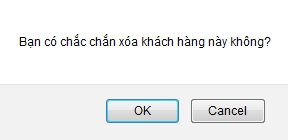 Bạn có chắc chắn xóa khách hàng này không?
OK
Cancel